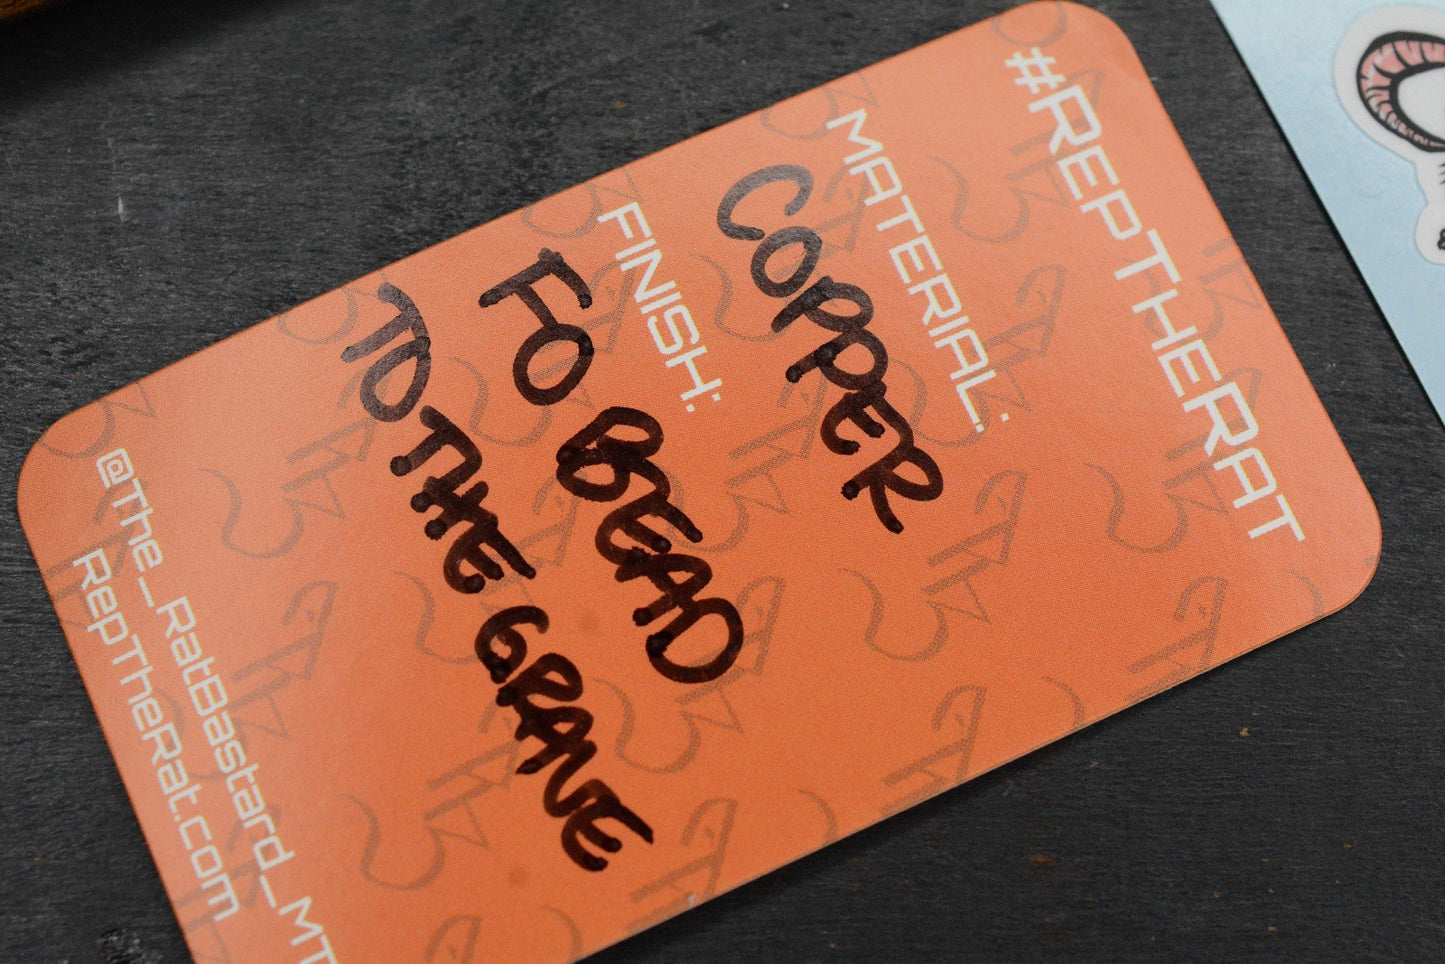 #RepTheRat
Material:
COPPER
Finish:
FO BEAD
TO THE GRAVE
@The_RatBastard_MT
RepTheRat.com